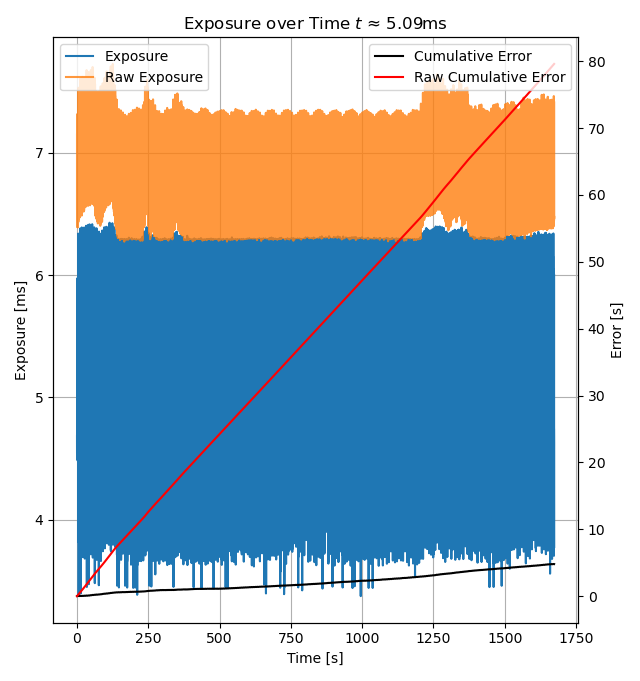 Exposure over Time t ≈ 5.09ms
Exposure
Raw Exposure
Cumulative Error
Raw Cumulative Error
Exposure [ms]
7
6
5
4
80
70
60
50
40
30
20
10
0
Error [s]
0 250 500 750 1000 1250 1500 1750
Time [s]